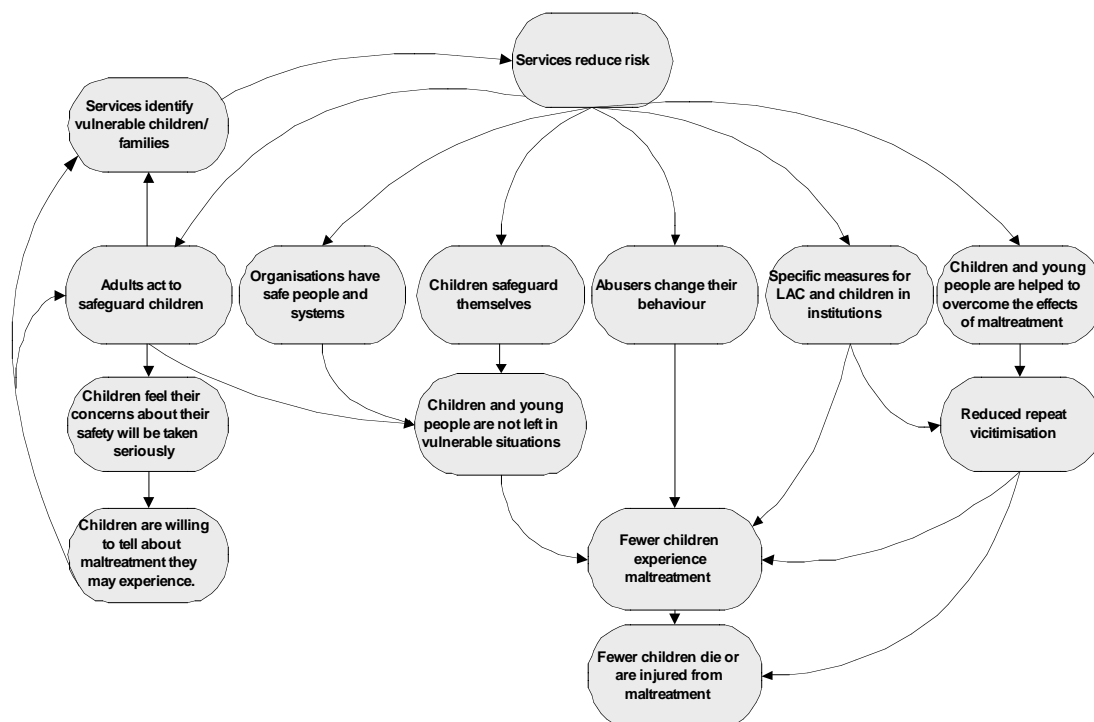 Services reduce risk
Services identify
vulnerable children/
families
Adults act to
safeguard children
Organisations have
safe people and
systems
Children safeguard
themselves
Abusers change their
behaviour
Specific measures for
LAC and children in
institutions
Children and young
people are helped to
overcome the effects
of maltreatment
Children feel their
concerns about their
safety will be taken
seriously
Children and young
people are not left in
vulnerable situations
Reduced repeat
vicitimisation
Children are willing
to tell about
maltreatment they
may experience.
Fewer children
experience
maltreatment
Fewer children die or
are injured from
maltreatment